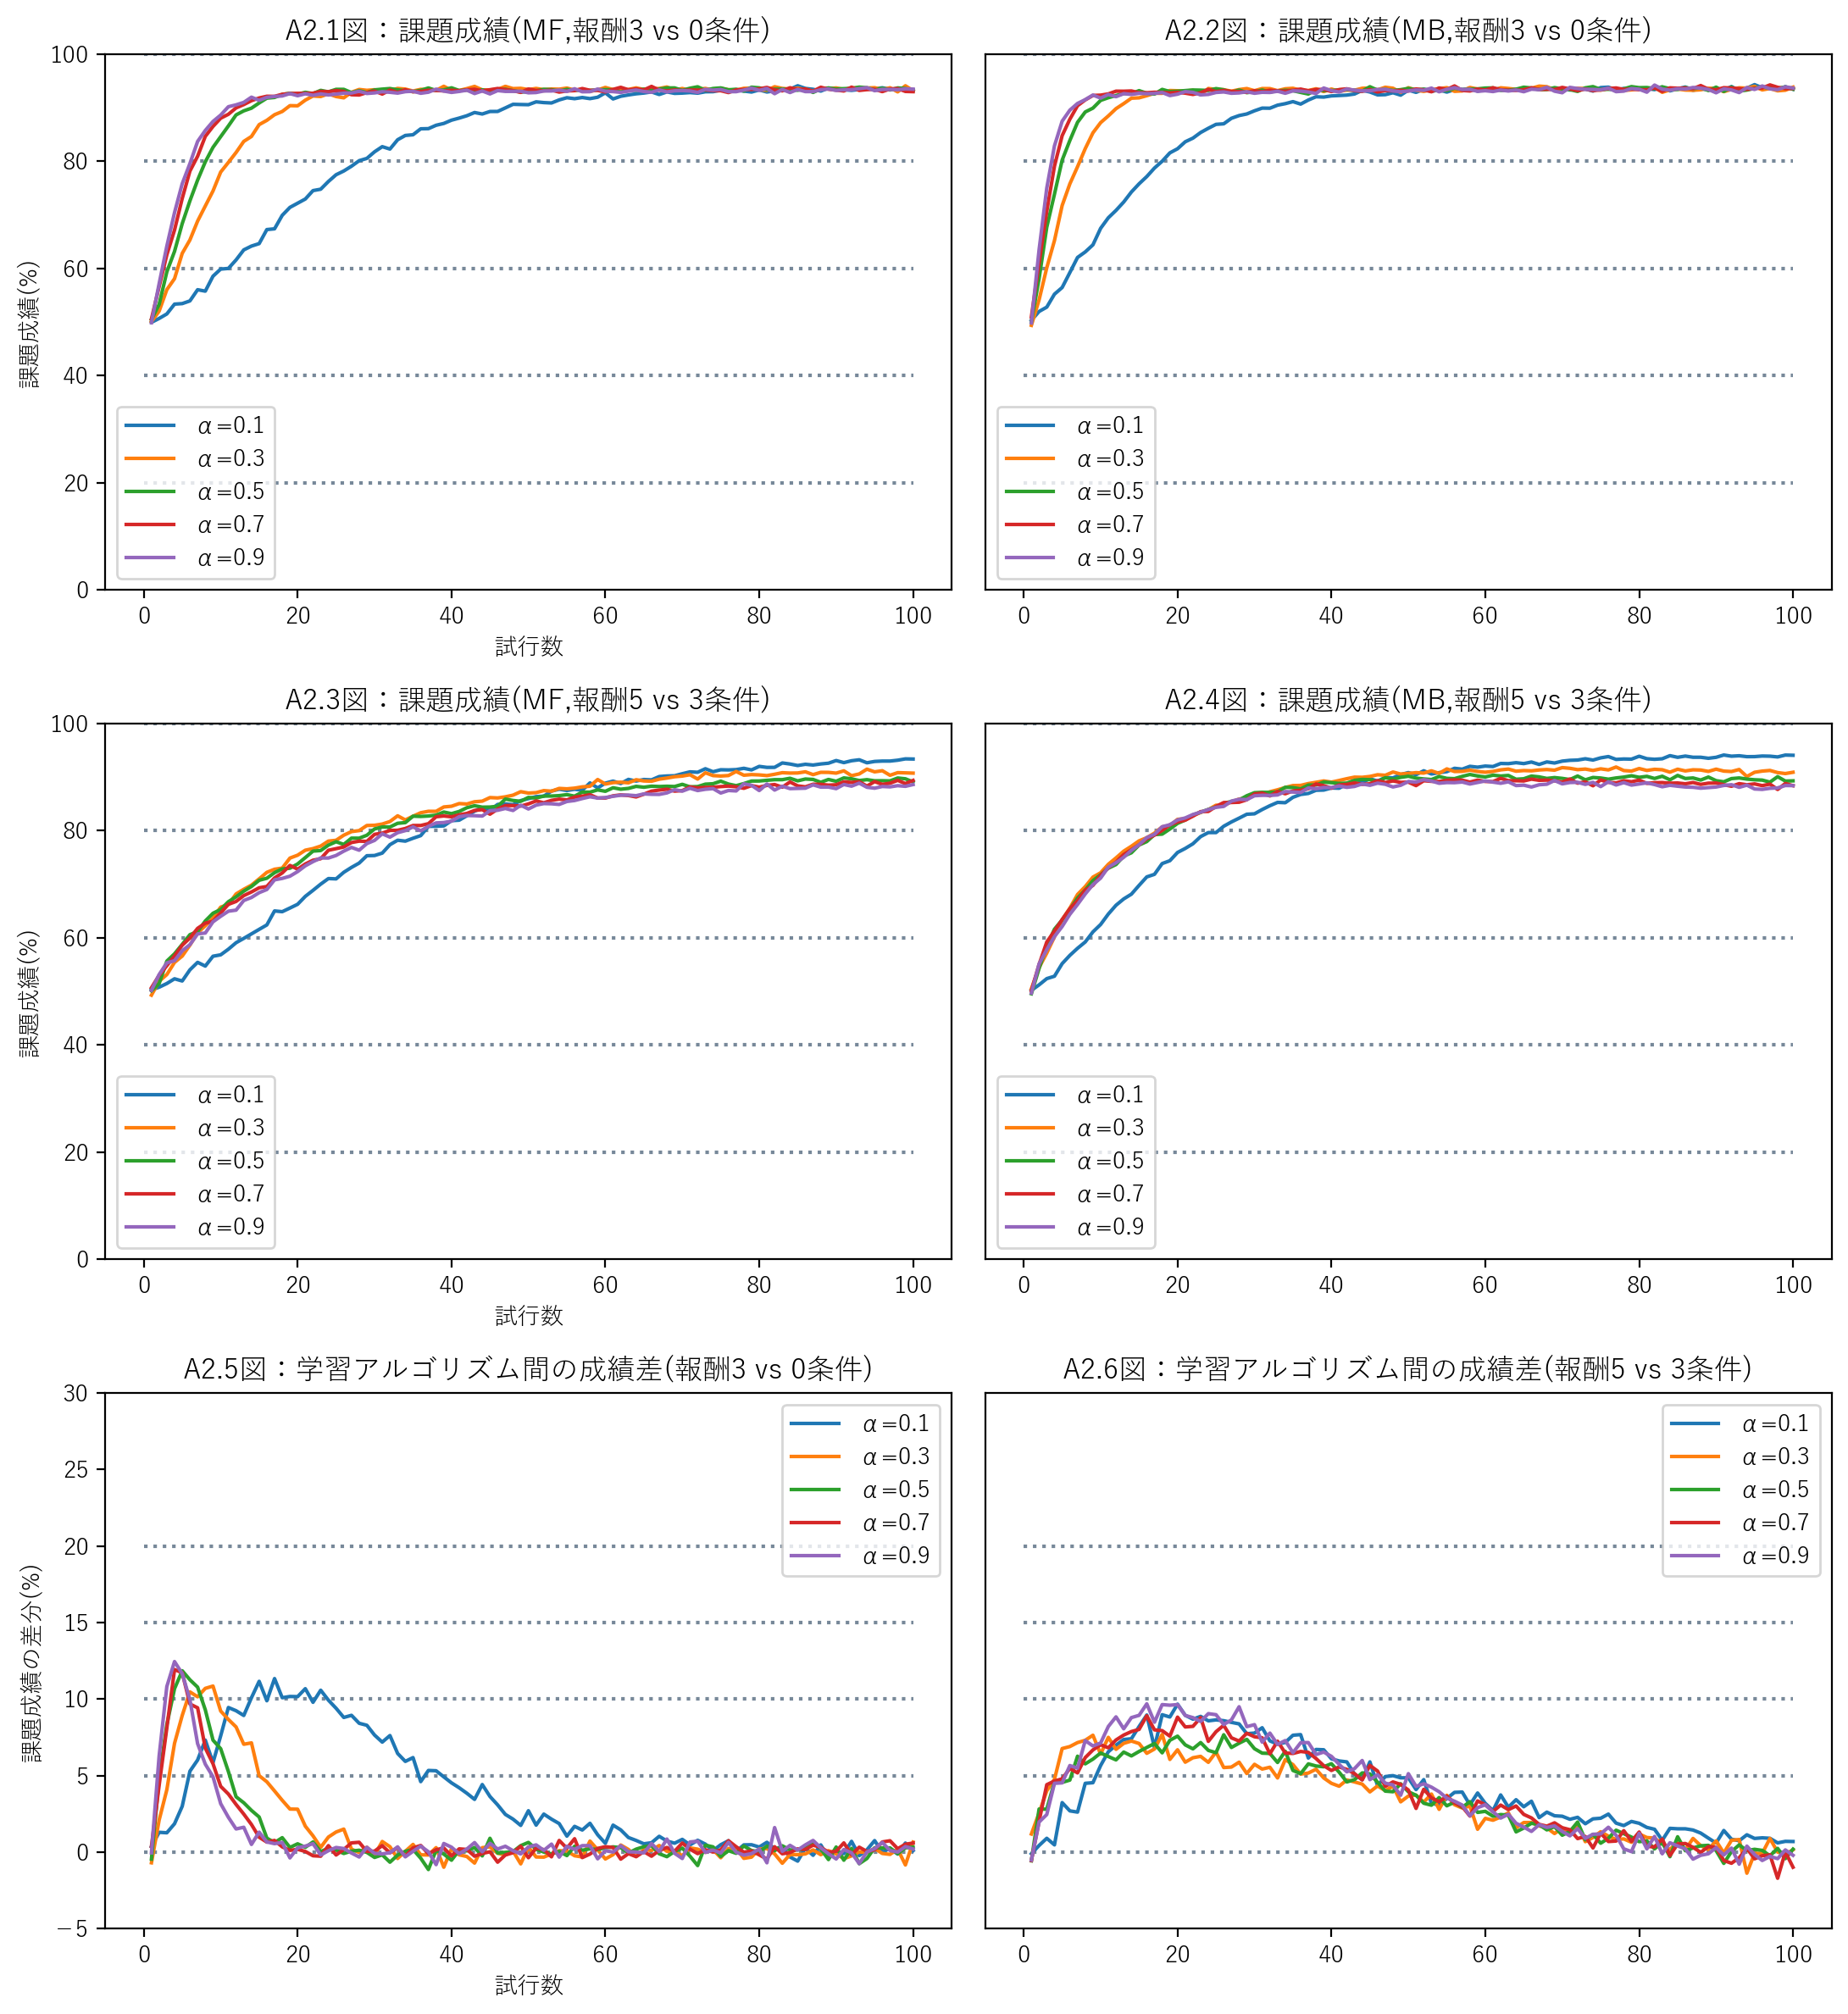 A2.1図：課題成績(MF,報酬3 vs 0条件)
課題成績(%)
100
80
60
40
20
0
α=0.1
α=0.3
α=0.5
α=0.7
α=0.9
0 20 40 60 80 100
試行数
A2.2図：課題成績(MB,報酬3 vs 0条件)
α=0.1
α=0.3
α=0.5
α=0.7
α=0.9
0 20 40 60 80 100
A2.3図：課題成績(MF,報酬5 vs 3条件)
課題成績(%)
100
80
60
40
20
0
α=0.1
α=0.3
α=0.5
α=0.7
α=0.9
0 20 40 60 80 100
試行数
A2.4図：課題成績(MB,報酬5 vs 3条件)
α=0.1
α=0.3
α=0.5
α=0.7
α=0.9
0 20 40 60 80 100
A2.5図：学習アルゴリズム間の成績差(報酬3 vs 0条件)
課題成績の差分(%)
30
25
20
15
10
5
0
−5
α=0.1
α=0.3
α=0.5
α=0.7
α=0.9
0 20 40 60 80 100
試行数
A2.6図：学習アルゴリズム間の成績差(報酬5 vs 3条件)
α=0.1
α=0.3
α=0.5
α=0.7
α=0.9
0 20 40 60 80 100